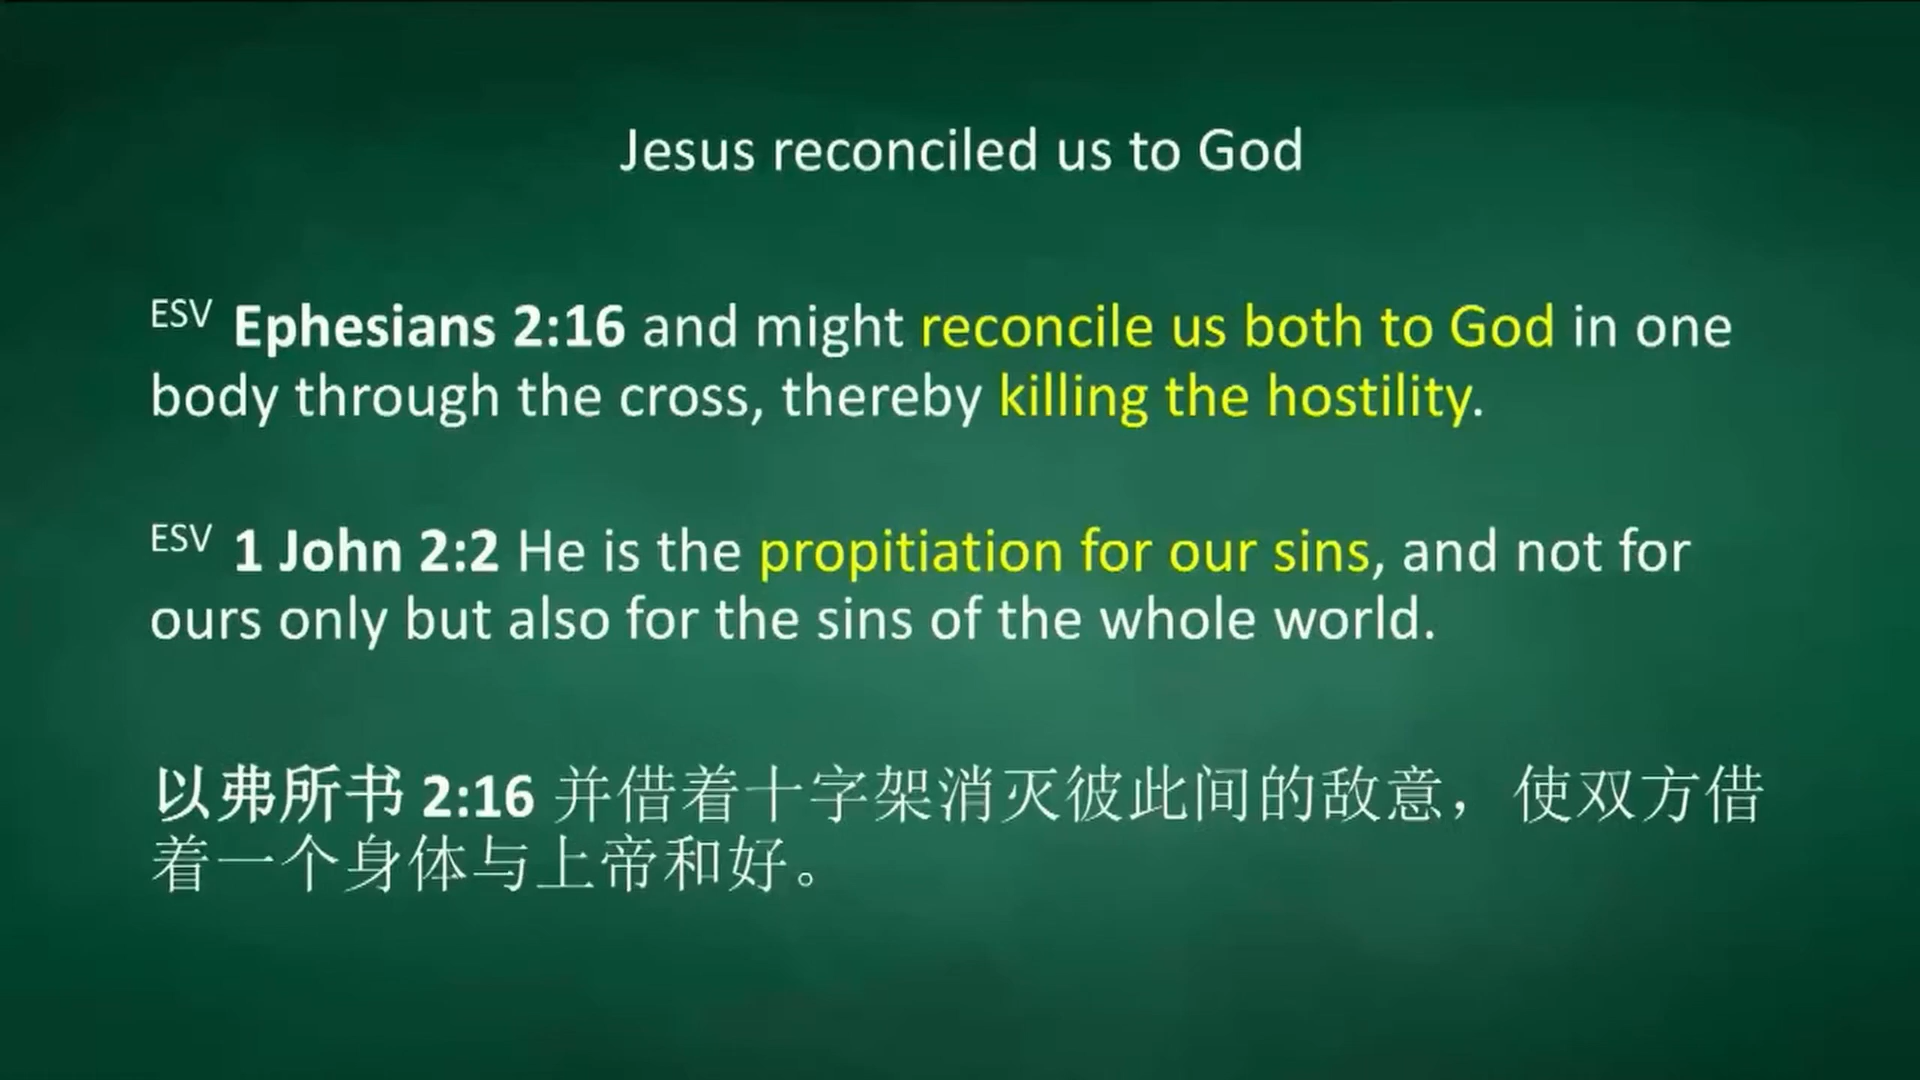 Jesus reconciled us to God
ESV Ephesians 2:16 and might reconcile us both to God in one
body through the cross, thereby killing the hostility.
ESV 1 John 2:2 He is the propitiation for our sins, and not for
ours only but also for the sins of the whole world.
以弗所书 2:16 并借着十字架消灭彼此间的敌意，使双方借
着一个身体与上帝和好。